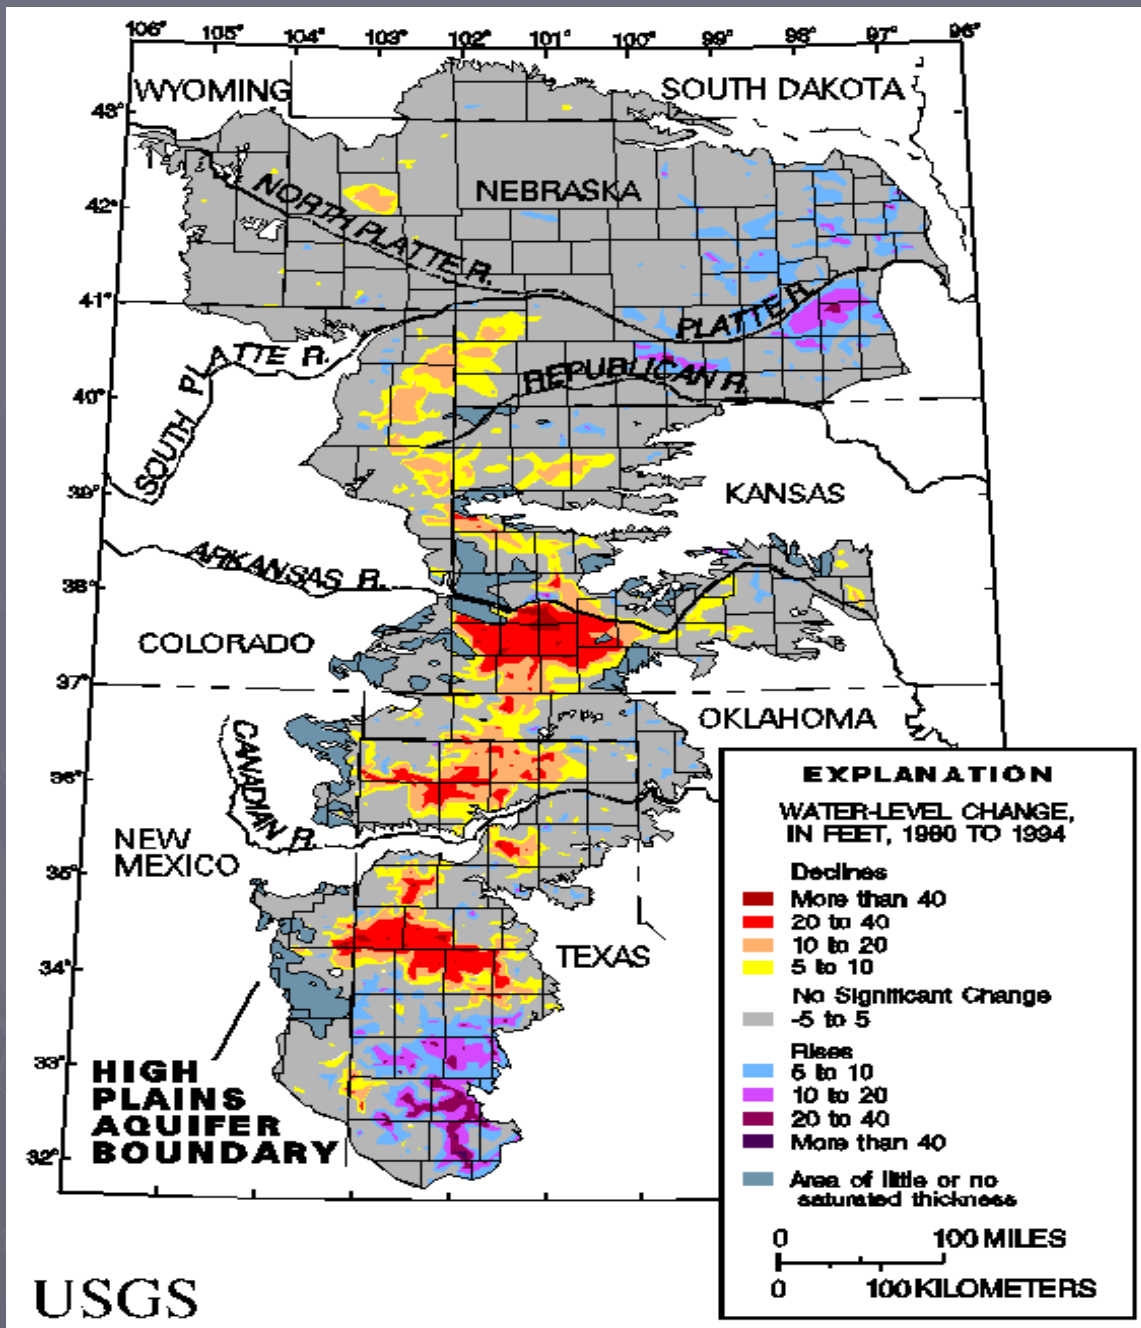 106° 105° 104° 103° 102° 101° 100° 99° 98° 97° 96°
WYOMING
SOUTH DAKOTA
43°
NEBRASKA
NORTH PLATTE R.
42°
41°
PLATTE R.
SOUTH PLATTE R.
REPUBLICAN R.
40°
39°
KANSAS
ARKANSAS R.
38°
COLORADO
37°
OKLAHOMA
CANADIAN R.
36°
NEW
MEXICO
35°
TEXAS
34°
33°
HIGH
PLAINS
AQUIFER
BOUNDARY
32°
EXPLANATION
WATER-LEVEL CHANGE,
IN FEET, 1980 TO 1994
Declines
More than 40
20 to 40
10 to 20
5 to 10
No Significant Change
-5 to 5
Rises
5 to 10
10 to 20
20 to 40
More than 40
Area of little or no
saturated thickness
0 100 MILES
0 100 KILOMETERS
USGS